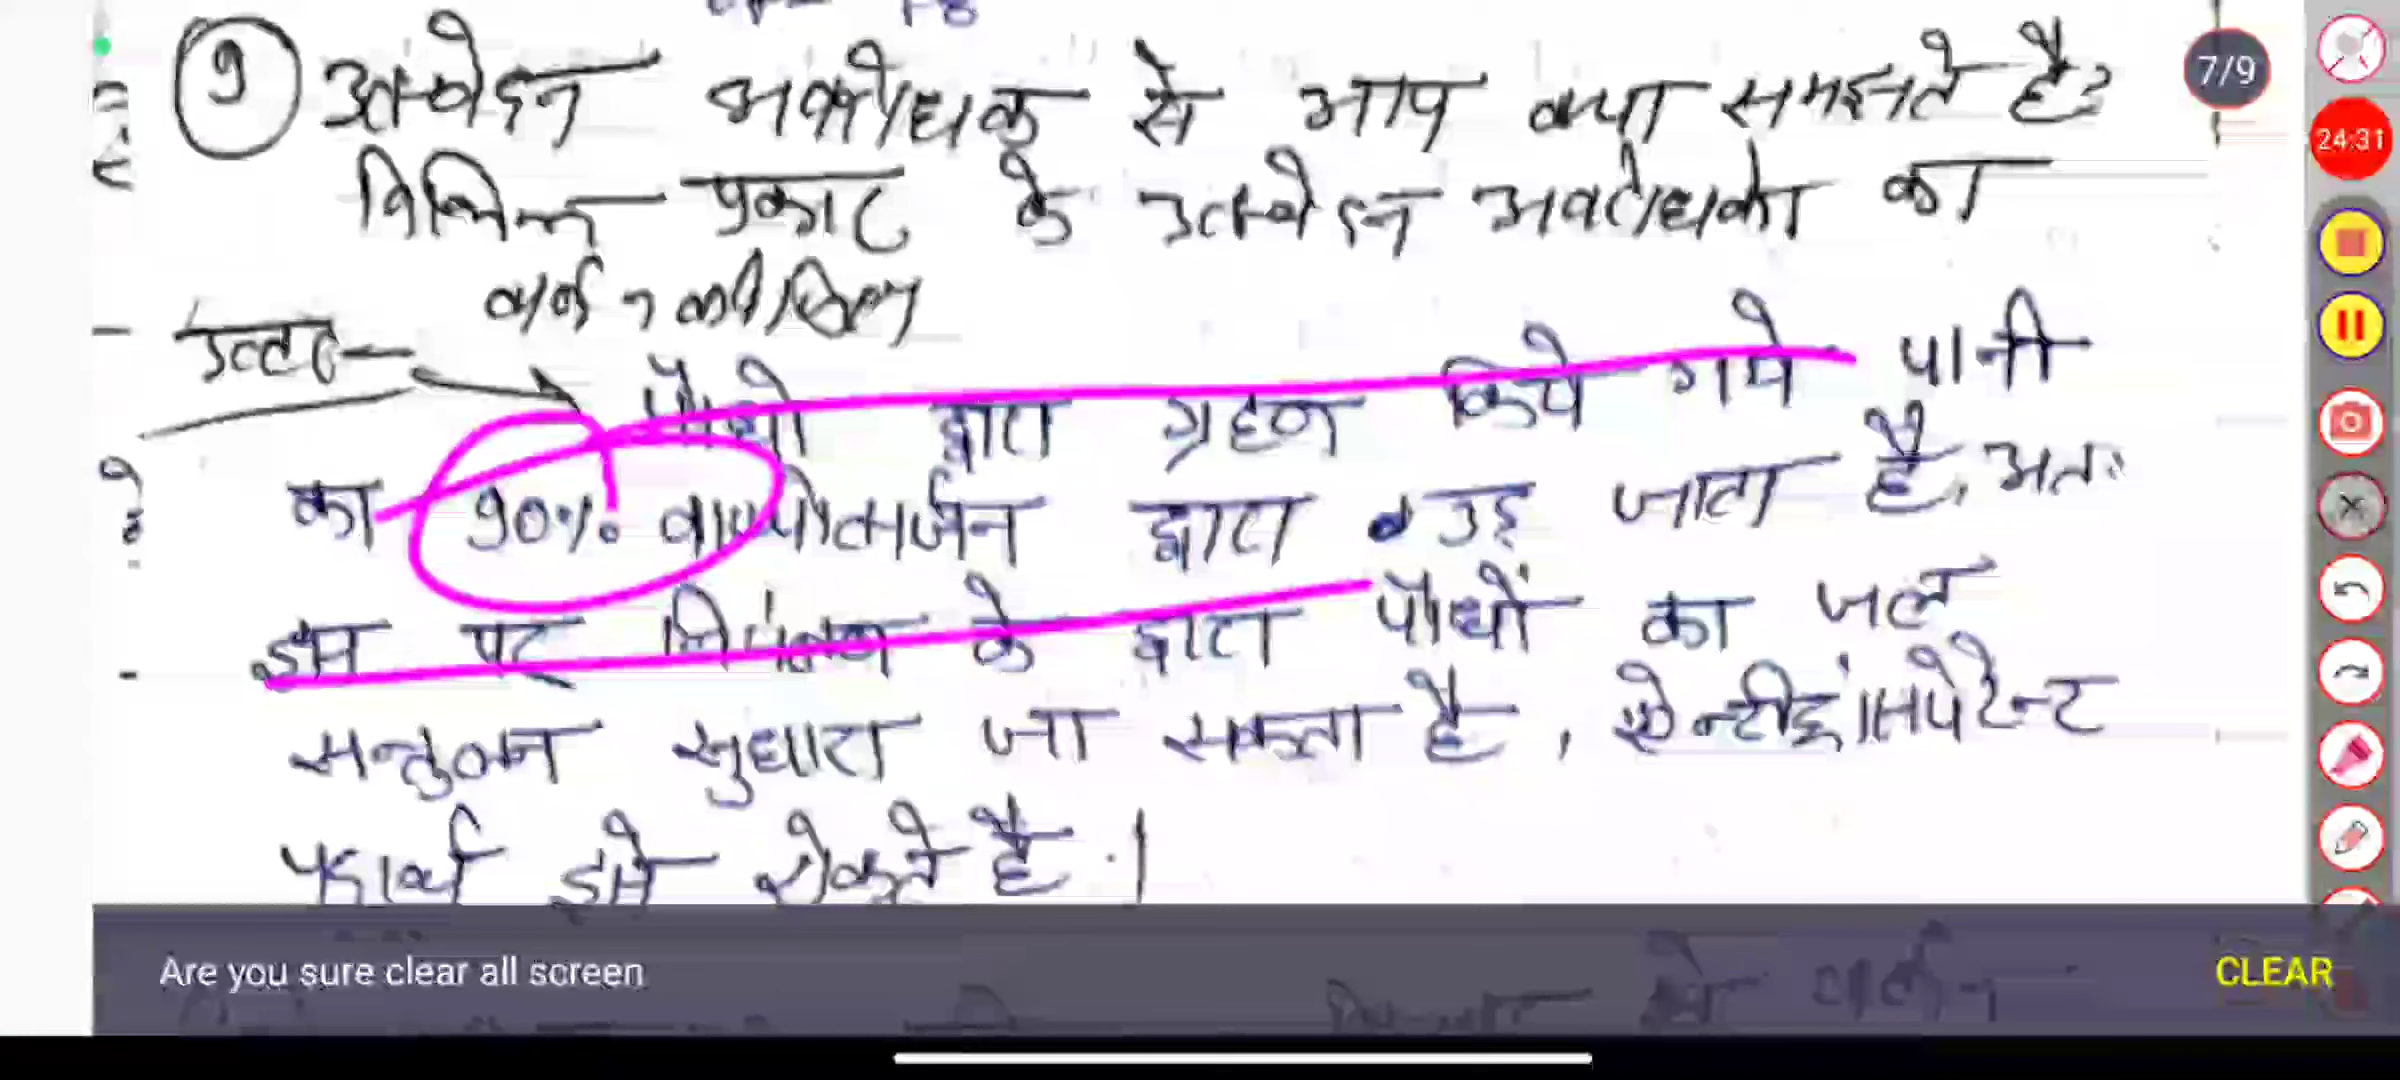 9 उत्स्वेदन अवरोधक से आप क्या समझते है?
विभिन्न प्रकार के उत्स्वेदन अवरोधको का
वर्णन कीजिए
उत्तर— पौधो द्वारा ग्रहण किये गये पानी
का 90% वाष्पोत्सर्जन द्वारा उड़ जाता है, अतः
इस पर नियंत्रण के द्वारा पौधों का जल
सन्तुलन सुधारा जा सकता है, ऐन्टीट्रांसपेरेन्ट
पदार्थ इसे रोकते है।
7/9
24:31
Are you sure clear all screen
CLEAR